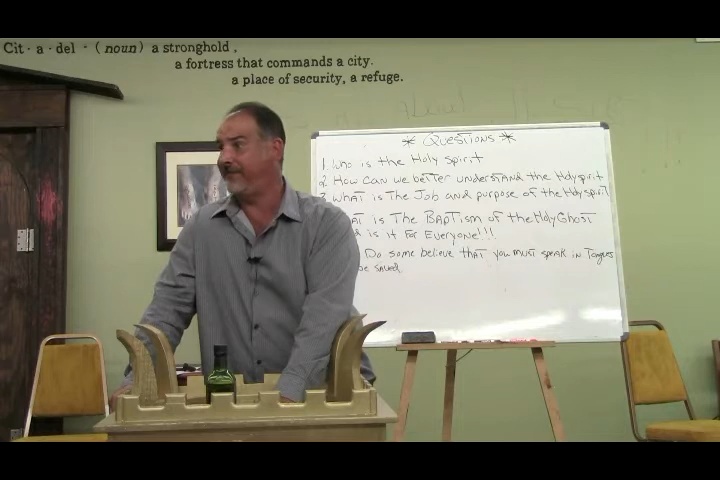 Cit · a · dol - ( noun ) a stronghold ,
a fortress that commands a city.
a place of security, a refuge.
* QUESTIONS *
1. Who is the Holy Spirit
2 How Can we better understand the Holy spirit
3. What is The Job and purpose of the Holy spirit
is The Baptism of the Holy Ghost
is it For Everyone!!!
Do some believe that you must speak in Tongues
be saved